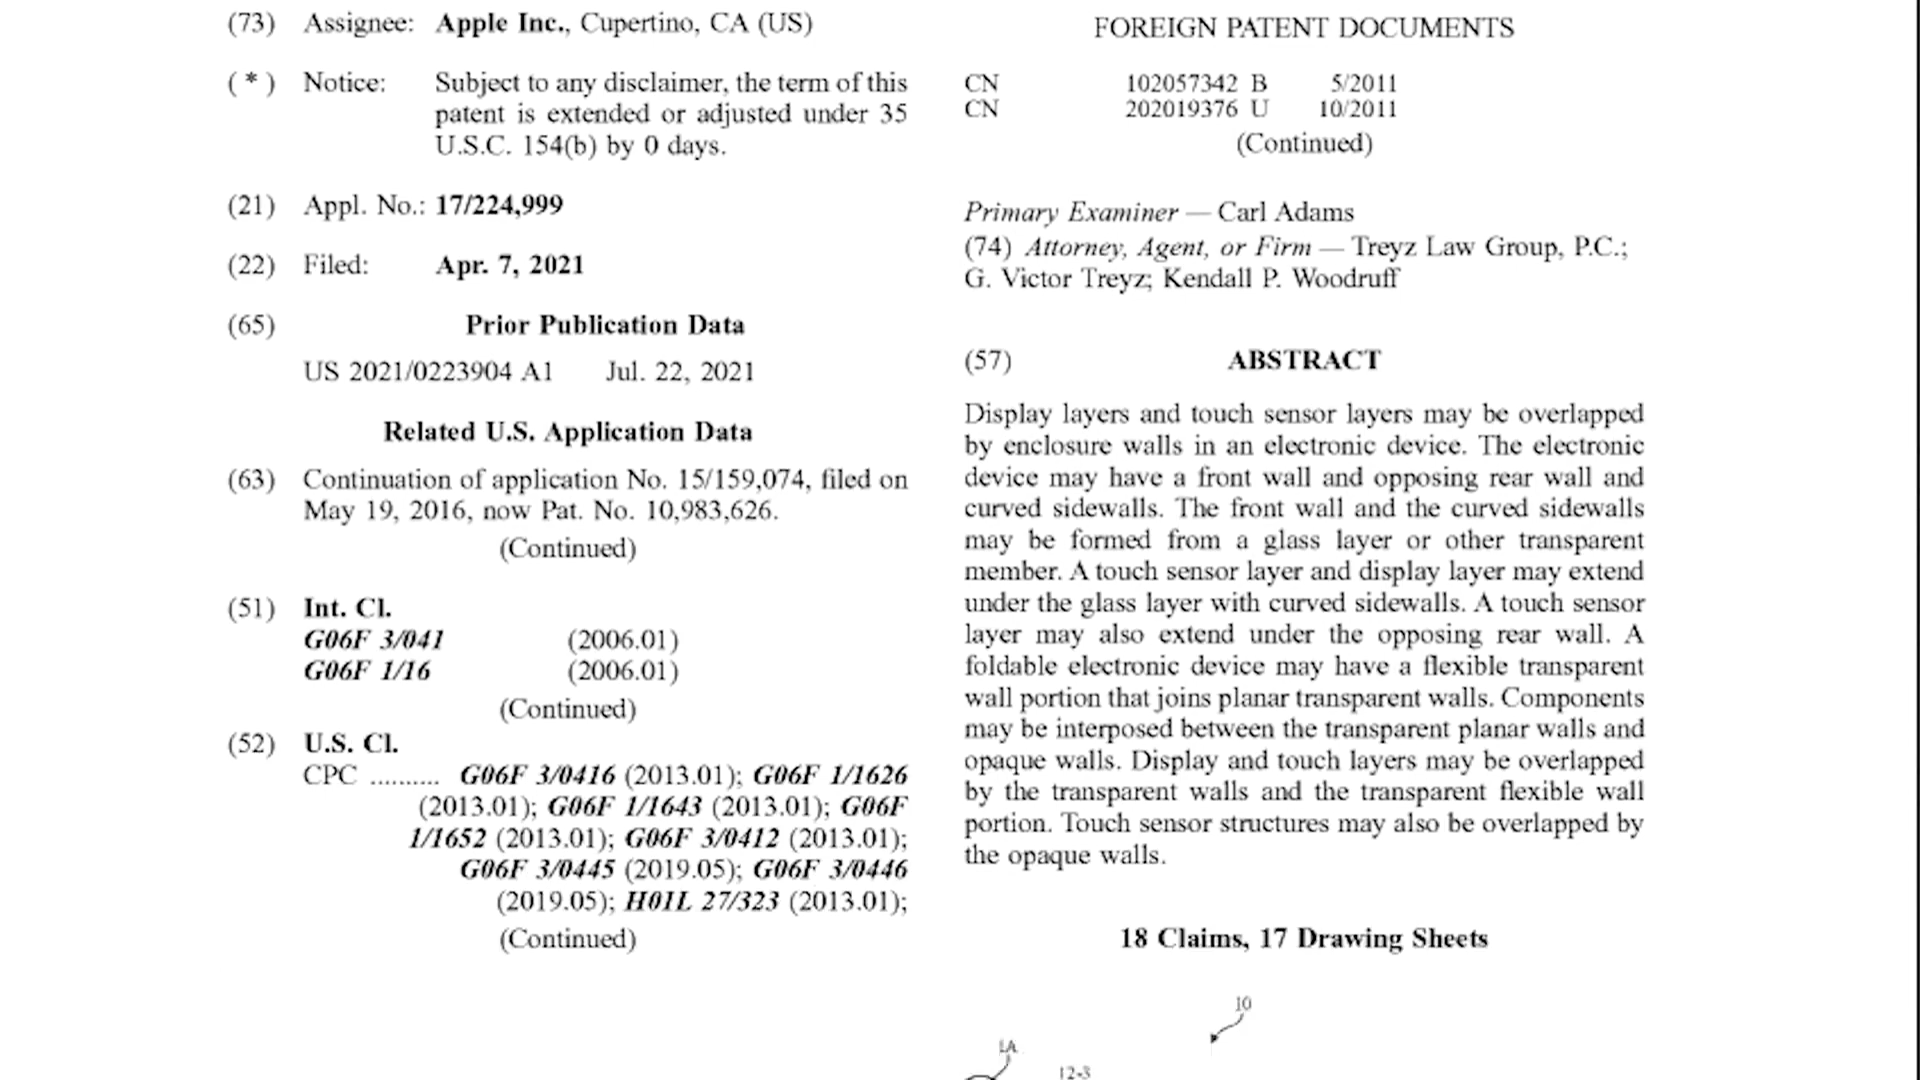 (73) Assignee: Apple Inc., Cupertino, CA (US)
( * ) Notice: Subject to any disclaimer, the term of this
patent is extended or adjusted under 35
U.S.C. 154(b) by 0 days.
(21) Appl. No.: 17/224,999
(22) Filed: Apr. 7, 2021
(65) Prior Publication Data
US 2021/0223904 A1 Jul. 22, 2021
Related U.S. Application Data
(63) Continuation of application No. 15/159,074, filed on
May 19, 2016, now Pat. No. 10,983,626.
(Continued)
(51) Int. Cl.
G06F 3/041 (2006.01)
G06F 1/16 (2006.01)
(Continued)
(52) U.S. Cl.
CPC .......... G06F 3/0416 (2013.01); G06F 1/1626
(2013.01); G06F 1/1643 (2013.01); G06F
1/1652 (2013.01); G06F 3/0412 (2013.01);
G06F 3/0445 (2019.05); G06F 3/0446
(2019.05); H01L 27/323 (2013.01);
(Continued)
FOREIGN PATENT DOCUMENTS
CN 102057342 B 5/2011
CN 202019376 U 10/2011
(Continued)
Primary Examiner — Carl Adams
(74) Attorney, Agent, or Firm — Treyz Law Group, P.C.;
G. Victor Treyz; Kendall P. Woodruff
(57) ABSTRACT
Display layers and touch sensor layers may be overlapped
by enclosure walls in an electronic device. The electronic
device may have a front wall and opposing rear wall and
curved sidewalls. The front wall and the curved sidewalls
may be formed from a glass layer or other transparent
member. A touch sensor layer and display layer may extend
under the glass layer with curved sidewalls. A touch sensor
layer may also extend under the opposing rear wall. A
foldable electronic device may have a flexible transparent
wall portion that joins planar transparent walls. Components
may be interposed between the transparent planar walls and
opaque walls. Display and touch layers may be overlapped
by the transparent walls and the transparent flexible wall
portion. Touch sensor structures may also be overlapped by
the opaque walls.
18 Claims, 17 Drawing Sheets
10
1A
12-3